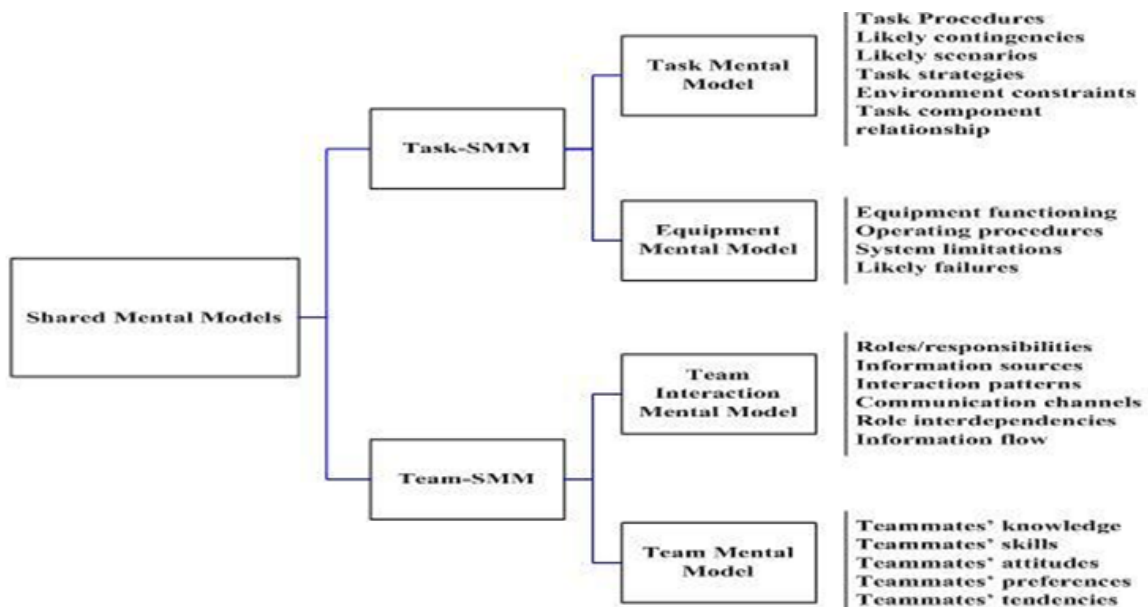 Shared Mental Models
Task-SMM
Task Mental
Model
Task Procedures
Likely contingencies
Likely scenarios
Task strategies
Environment constraints
Task component
relationship
Equipment
Mental Model
Equipment functioning
Operating procedures
System limitations
Likely failures
Team-SMM
Team
Interaction
Mental Model
Roles/responsibilities
Information sources
Interaction patterns
Communication channels
Role interdependencies
Information flow
Team Mental
Model
Teammates’ knowledge
Teammates’ skills
Teammates’ attitudes
Teammates’ preferences
Teammates’ tendencies